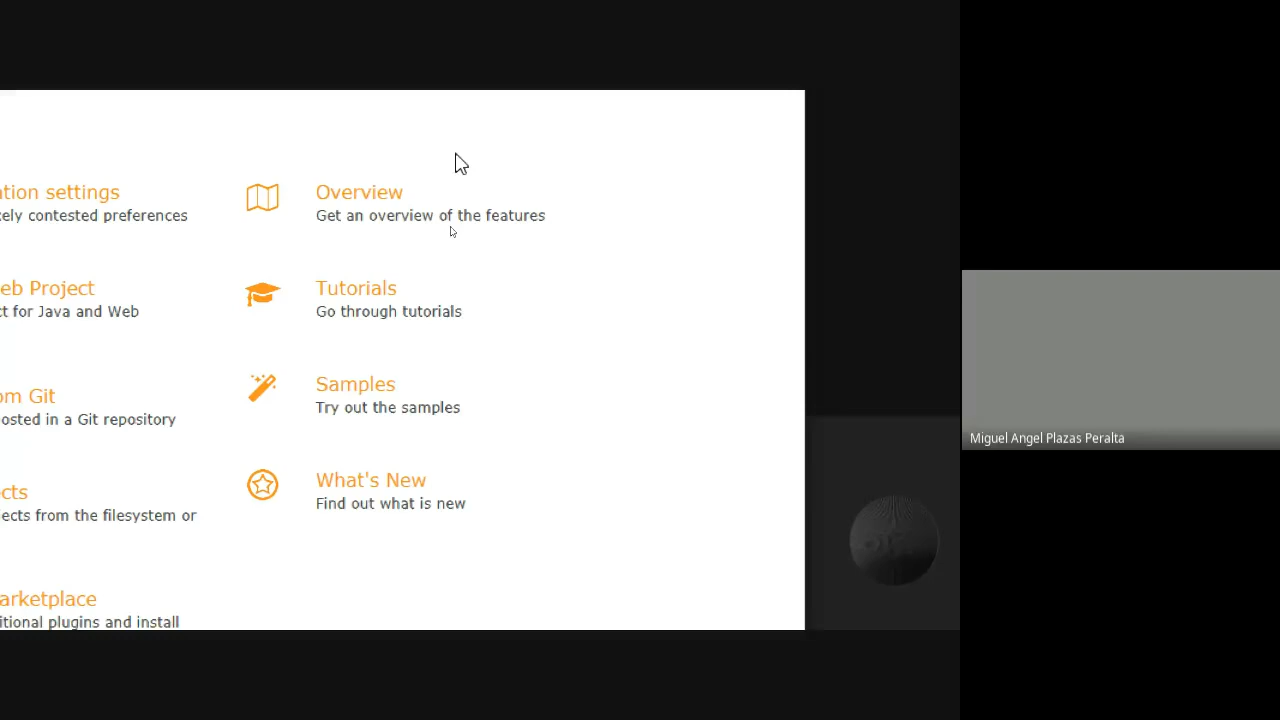 ation settings
cely contested preferences
eb Project
ct for Java and Web
om Git
osted in a Git repository
ects
jects from the filesystem or
arketplace
itional plugins and install
Overview
Get an overview of the features
Tutorials
Go through tutorials
Samples
Try out the samples
What's New
Find out what is new
Miguel Angel Plazas Peralta